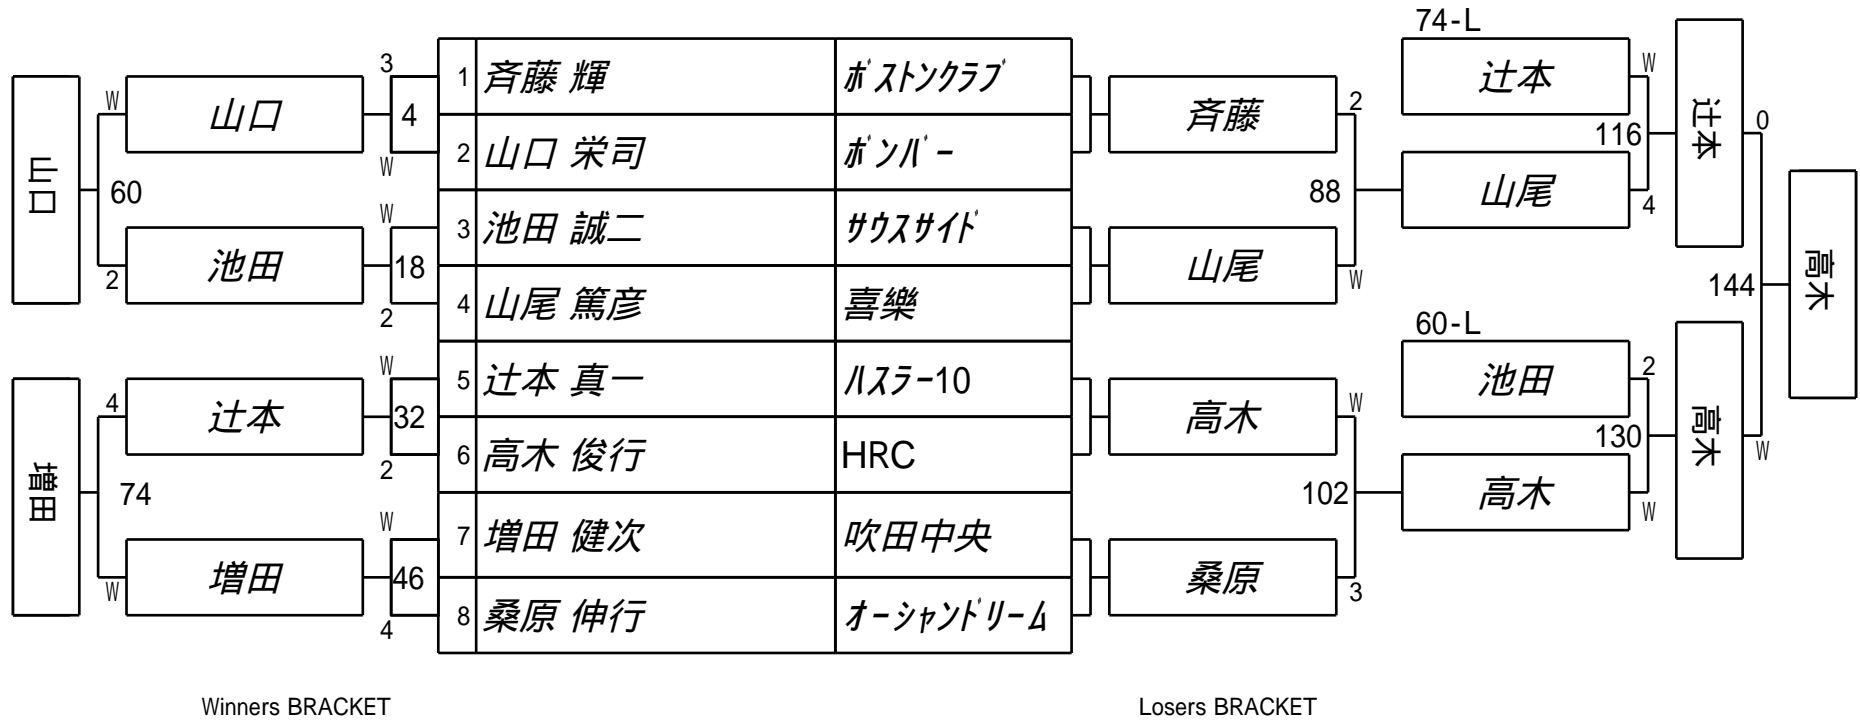 74-L
3
1 斉藤 輝 ボストンクラブ
W 山口 4 斉藤 2 辻本 W
2 山口 栄司 ボンバー
W
山口 60 88 116 辻本 0
W
3 池田 誠二 サウスサイド
2 池田 18 山尾 W 山尾 4
4 山尾 篤彦 喜樂
2
144 高木
60-L
W
5 辻本 真一 ハスラー10
4 辻本 32 高木 W 池田 2
6 高木 俊行 HRC
2
増田 74 102 130 高木 W
W
7 増田 健次 吹田中央
W 増田 46 桑原 3 高木 W
8 桑原 伸行 オーシャンドリーム
4
Winners BRACKET
Losers BRACKET